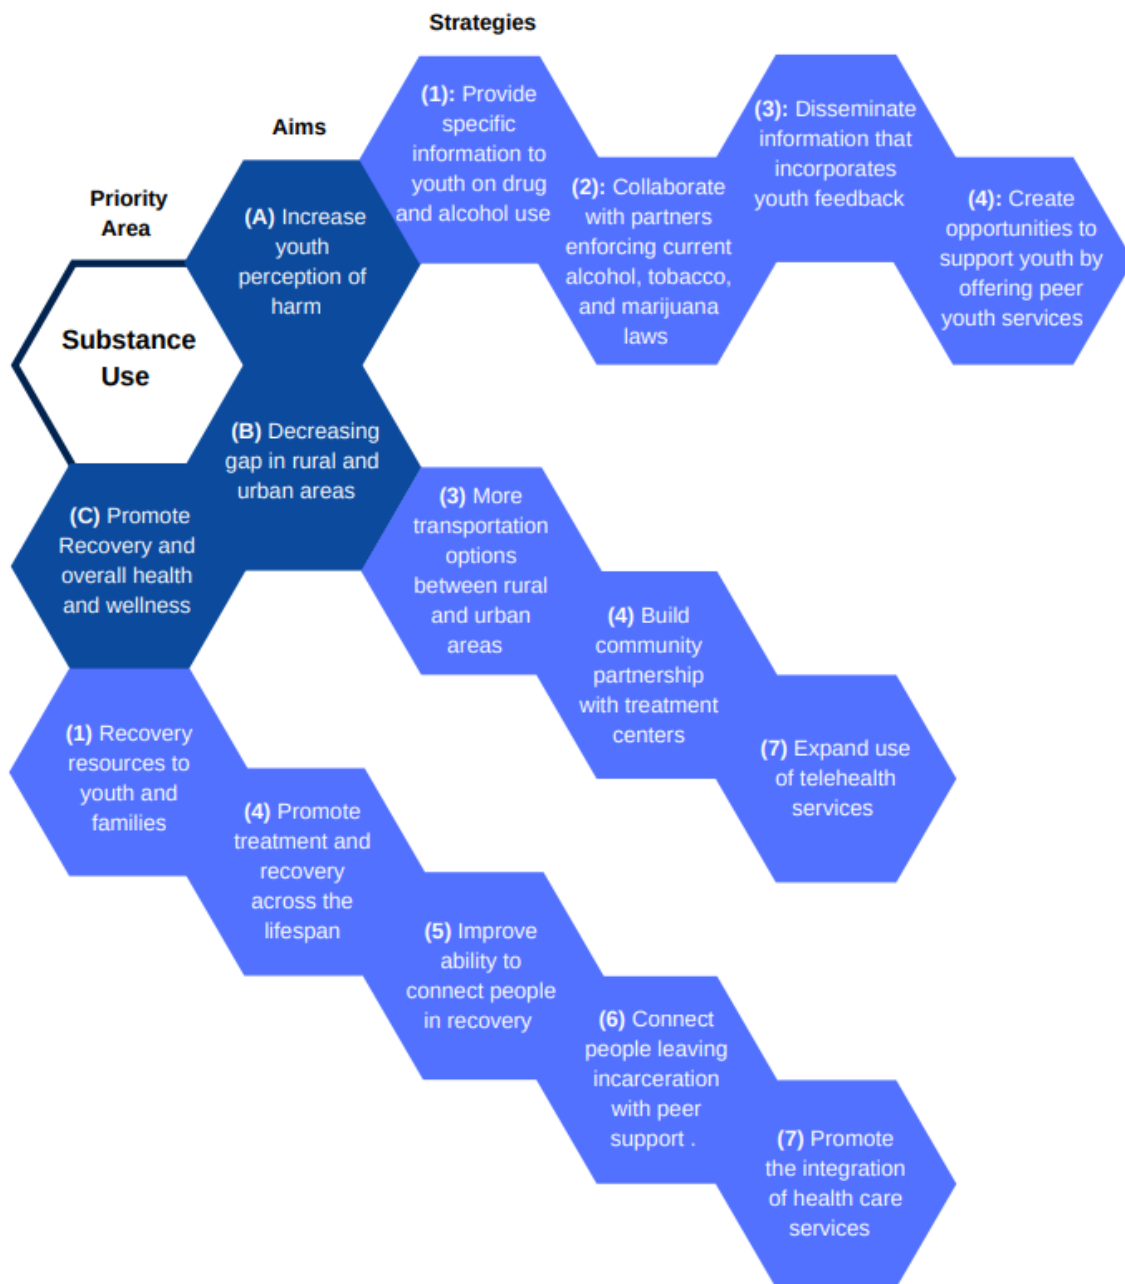 Strategies
Aims
Priority
Area
Substance
Use
(A) Increase
youth
perception of
harm
(1): Provide
specific
information to
youth on drug
and alcohol use
(2): Collaborate
with partners
enforcing current
alcohol, tobacco,
and marijuana
laws
(3): Disseminate
information that
incorporates
youth feedback
(4): Create
opportunities to
support youth by
offering peer
youth services
(B) Decreasing
gap in rural and
urban areas
(3) More
transportation
options
between rural
and urban
areas
(4) Build
community
partnership
with treatment
centers
(7) Expand use
of telehealth
services
(C) Promote
Recovery and
overall health
and wellness
(1) Recovery
resources to
youth and
families
(4) Promote
treatment and
recovery
across the
lifespan
(5) Improve
ability to
connect people
in recovery
(6) Connect
people leaving
incarceration
with peer
support .
(7) Promote
the integration
of health care
services